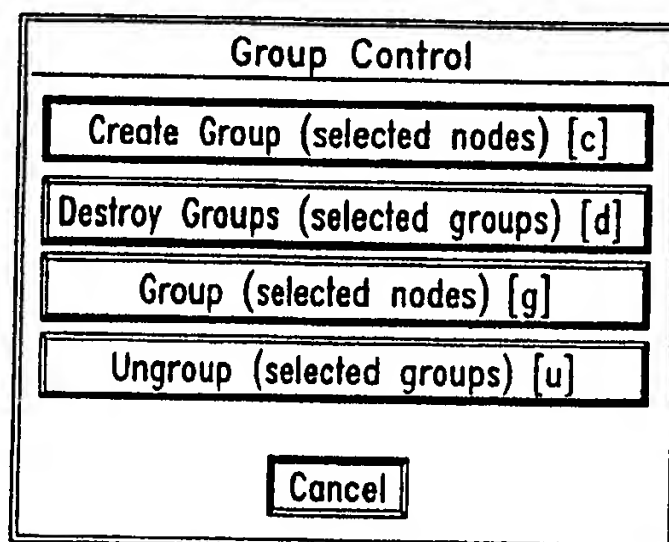 Group Control
Create Group (selected nodes) [c]
Destroy Groups (selected groups) [d]
Group (selected nodes) [g]
Ungroup (selected groups) [u]
Cancel